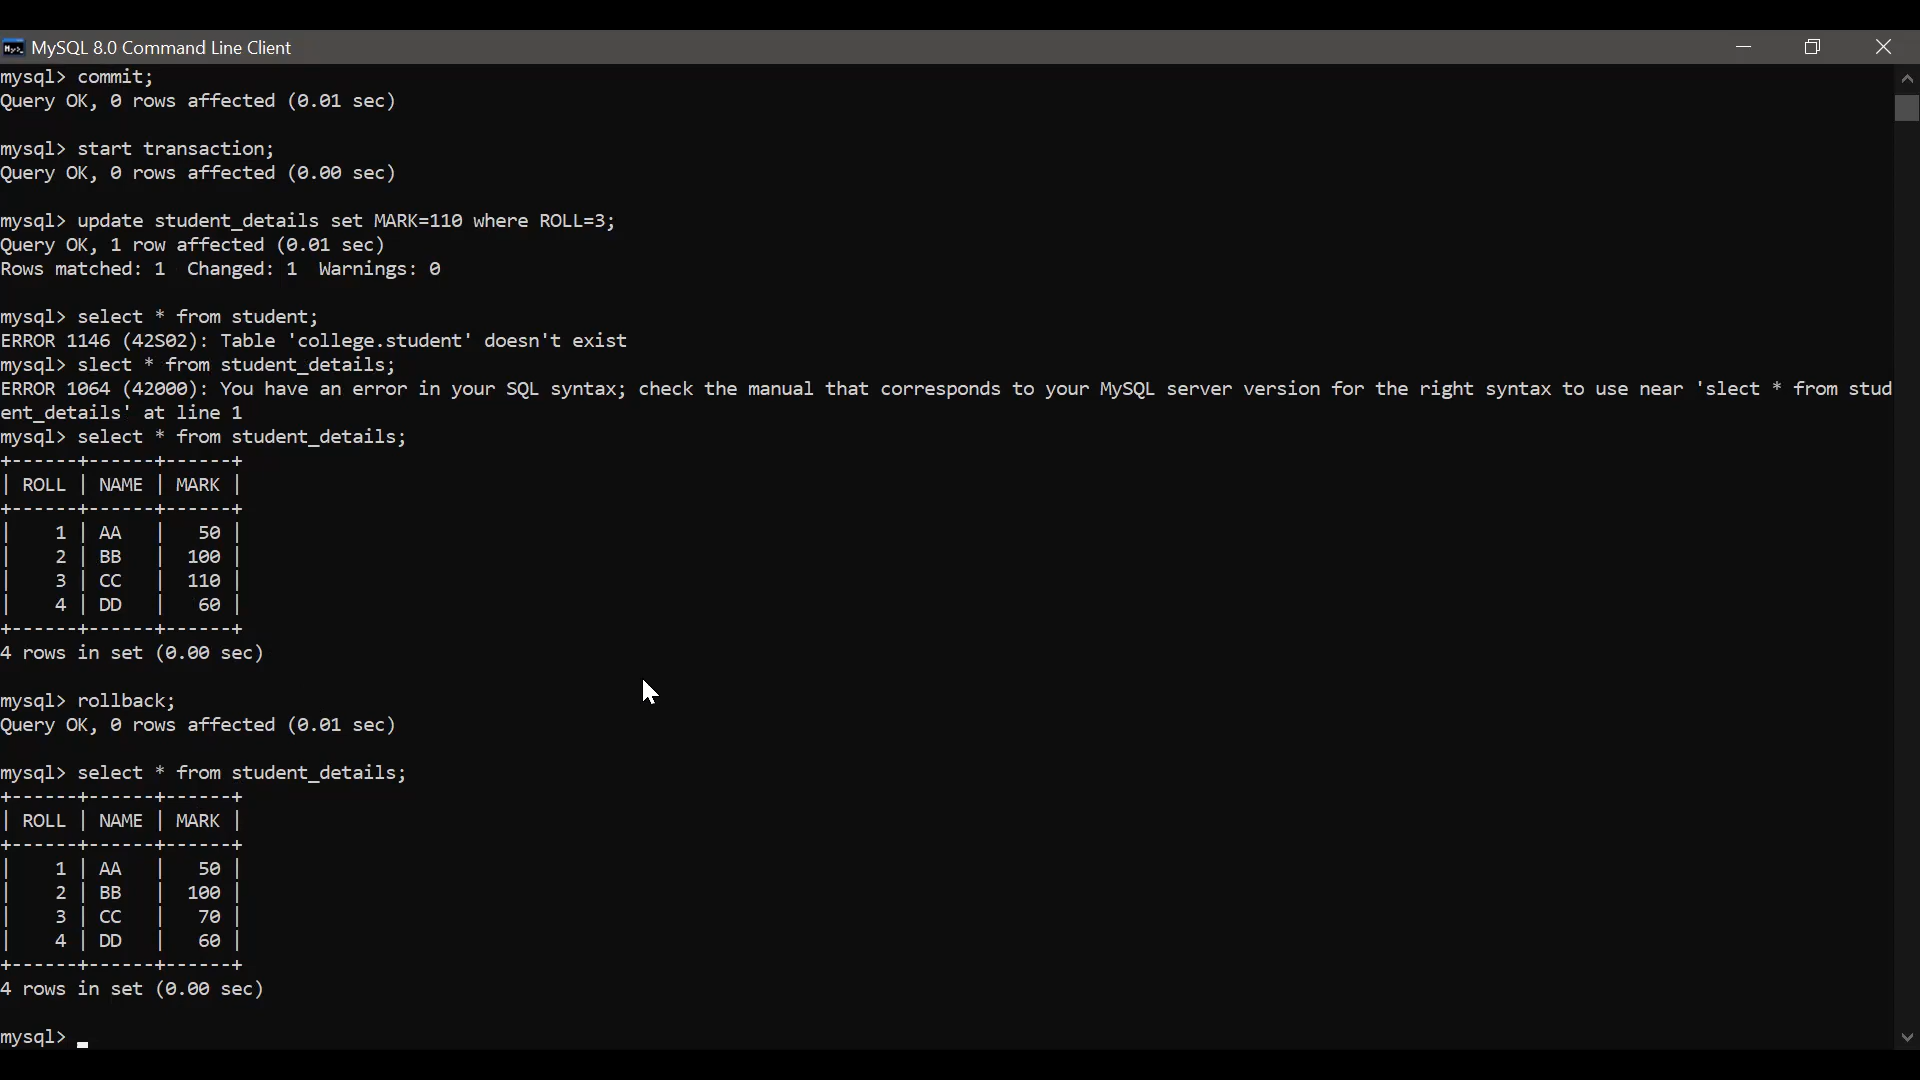 MySQL 8.0 Command Line Client
mysql> commit;
Query OK, 0 rows affected (0.01 sec)
mysql> start transaction;
Query OK, 0 rows affected (0.00 sec)
mysql> update student_details set MARK=110 where ROLL=3;
Query OK, 1 row affected (0.01 sec)
Rows matched: 1  Changed: 1  Warnings: 0
mysql> select * from student;
ERROR 1146 (42S02): Table 'college.student' doesn't exist
mysql> slect * from student_details;
ERROR 1064 (42000): You have an error in your SQL syntax; check the manual that corresponds to your MySQL server version for the right syntax to use near 'slect * from stud
ent_details' at line 1
mysql> select * from student_details;
+------+------+------+
| ROLL | NAME | MARK |
+------+------+------+
|    1 | AA   |   50 |
|    2 | BB   |  100 |
|    3 | CC   |  110 |
|    4 | DD   |   60 |
+------+------+------+
4 rows in set (0.00 sec)
mysql> rollback;
Query OK, 0 rows affected (0.01 sec)
mysql> select * from student_details;
+------+------+------+
| ROLL | NAME | MARK |
+------+------+------+
|    1 | AA   |   50 |
|    2 | BB   |  100 |
|    3 | CC   |   70 |
|    4 | DD   |   60 |
+------+------+------+
4 rows in set (0.00 sec)
mysql>